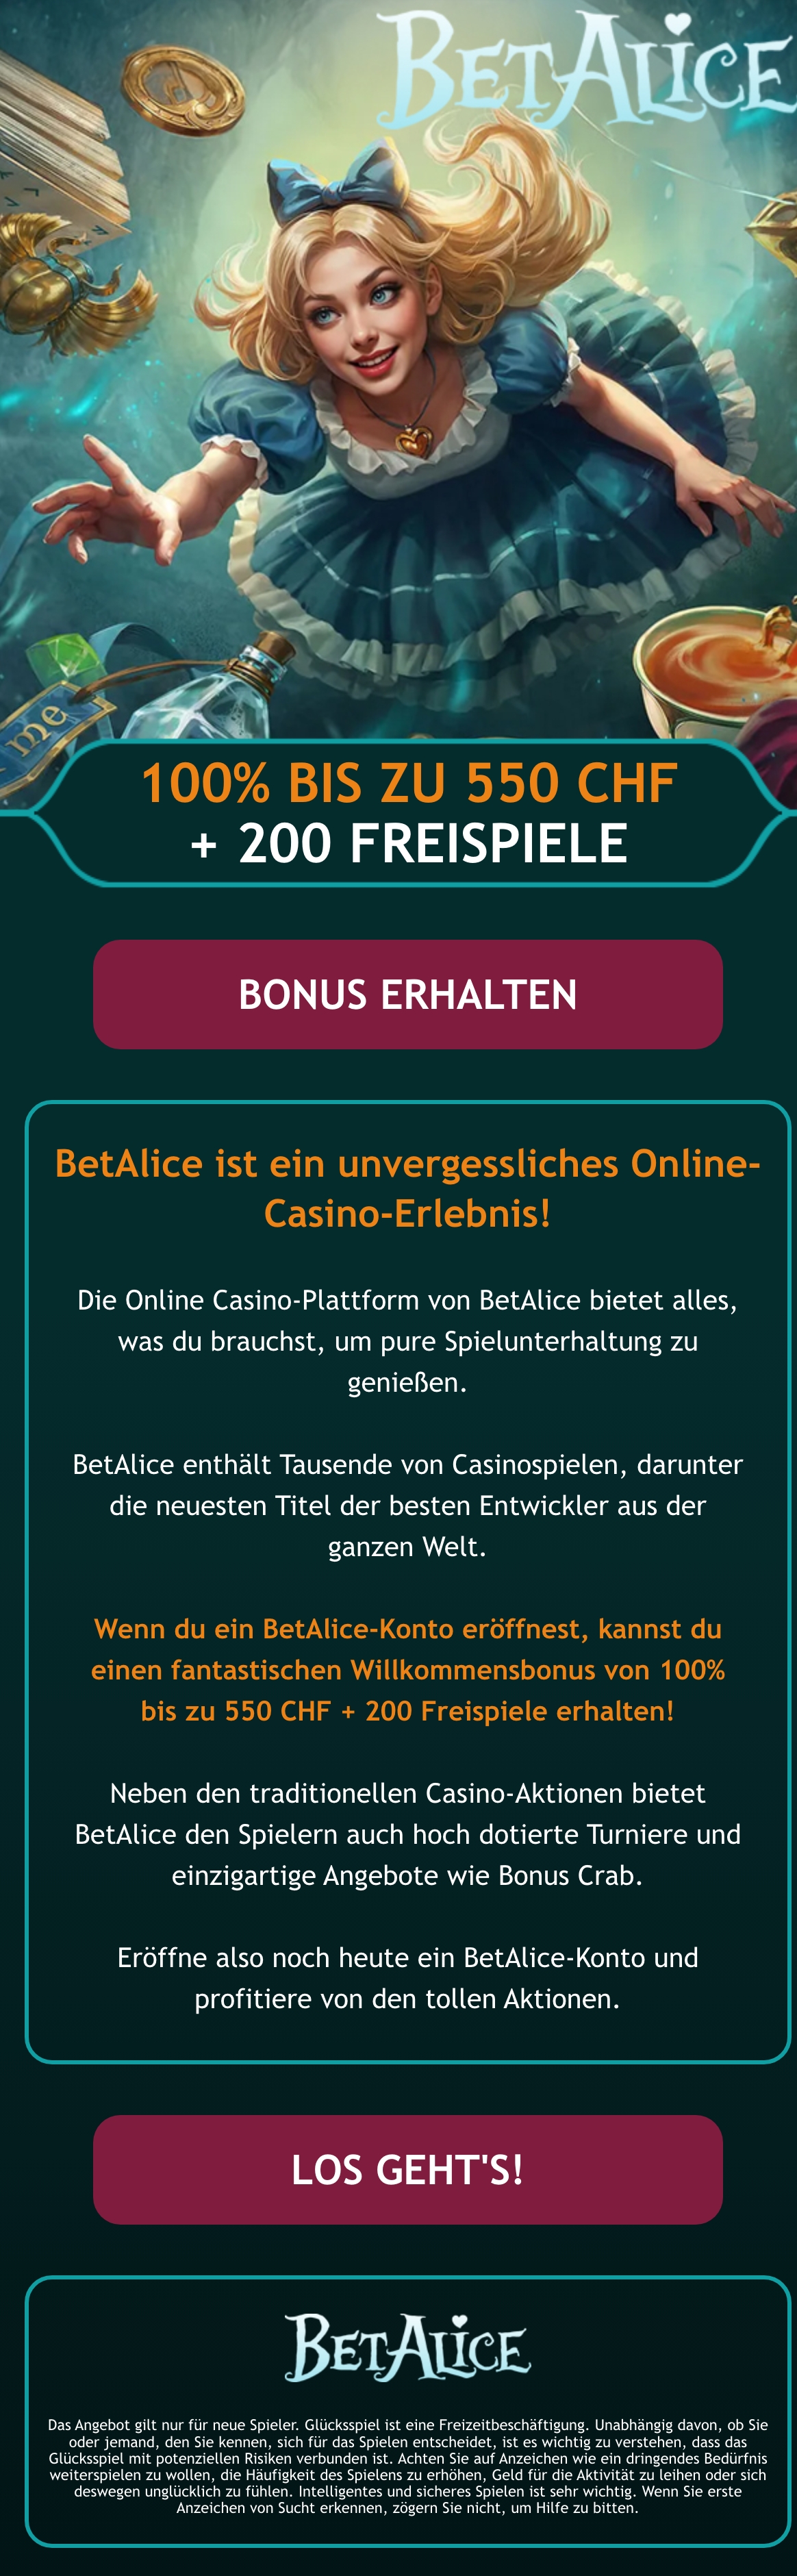 BETALICE
me
100% BIS ZU 550 CHF
+ 200 FREISPIELE
BONUS ERHALTEN
BetAlice ist ein unvergessliches Online-
Casino-Erlebnis!
Die Online Casino-Plattform von BetAlice bietet alles,
was du brauchst, um pure Spielunterhaltung zu
genießen.
BetAlice enthält Tausende von Casinospielen, darunter
die neuesten Titel der besten Entwickler aus der
ganzen Welt.
Wenn du ein BetAlice-Konto eröffnest, kannst du
einen fantastischen Willkommensbonus von 100%
bis zu 550 CHF + 200 Freispiele erhalten!
Neben den traditionellen Casino-Aktionen bietet
BetAlice den Spielern auch hoch dotierte Turniere und
einzigartige Angebote wie Bonus Crab.
Eröffne also noch heute ein BetAlice-Konto und
profitiere von den tollen Aktionen.
LOS GEHT'S!
BETALICE
Das Angebot gilt nur für neue Spieler. Glücksspiel ist eine Freizeitbeschäftigung. Unabhängig davon, ob Sie
oder jemand, den Sie kennen, sich für das Spielen entscheidet, ist es wichtig zu verstehen, dass das
Glücksspiel mit potenziellen Risiken verbunden ist. Achten Sie auf Anzeichen wie ein dringendes Bedürfnis
weiterspielen zu wollen, die Häufigkeit des Spielens zu erhöhen, Geld für die Aktivität zu leihen oder sich
deswegen unglücklich zu fühlen. Intelligentes und sicheres Spielen ist sehr wichtig. Wenn Sie erste
Anzeichen von Sucht erkennen, zögern Sie nicht, um Hilfe zu bitten.